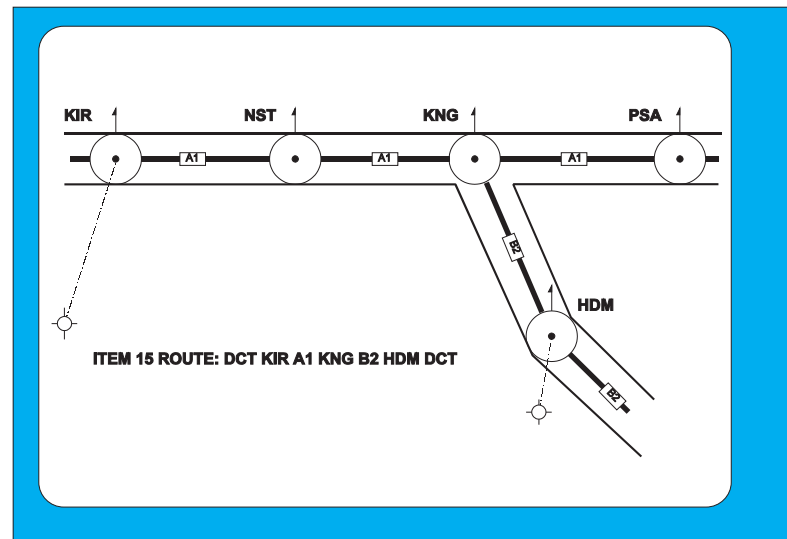 KIR NST KNG PSA
A1 A1 A1
B2
HDM
ITEM 15 ROUTE: DCT KIR A1 KNG B2 HDM DCT
B2